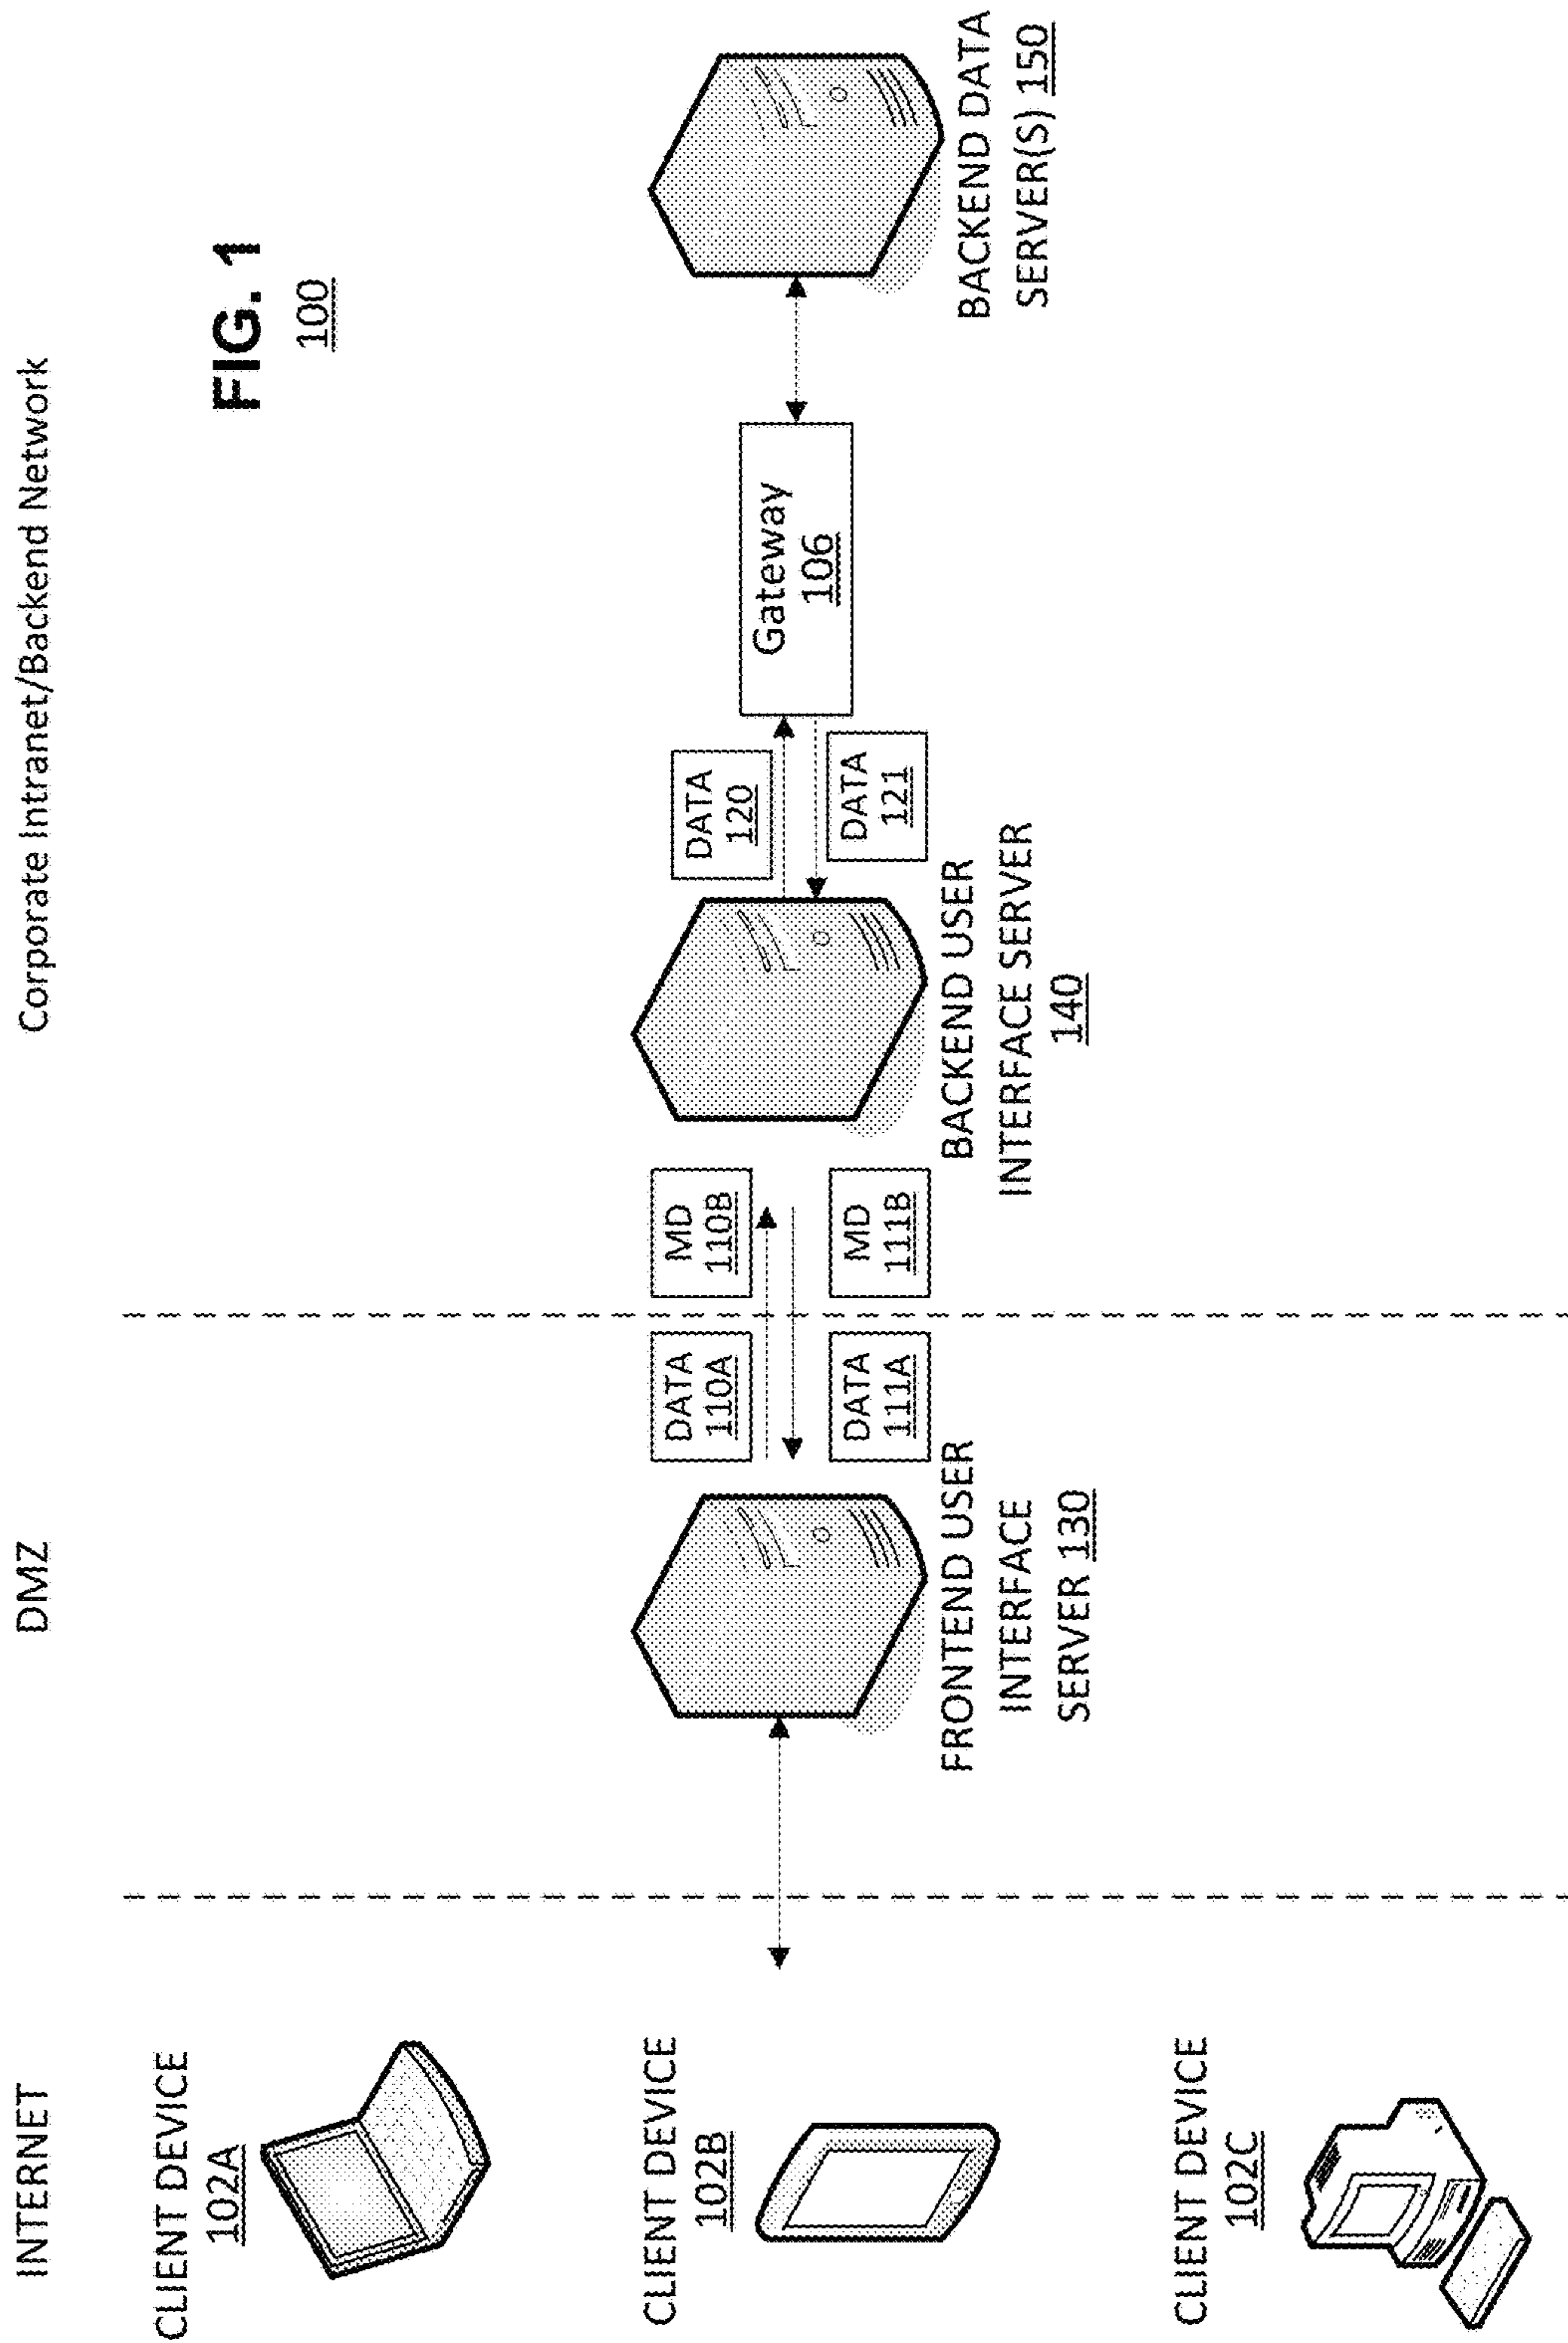 INTERNET
DMZ
Corporate Intranet/Backend Network
FIG. 1
100
CLIENT DEVICE
102A
CLIENT DEVICE
102B
CLIENT DEVICE
102C
FRONTEND USER
INTERFACE
SERVER 130
DATA
110A
MD
110B
DATA
111A
MD
111B
BACKEND USER
INTERFACE SERVER
140
DATA
120
DATA
121
Gateway
106
BACKEND DATA
SERVER(S) 150